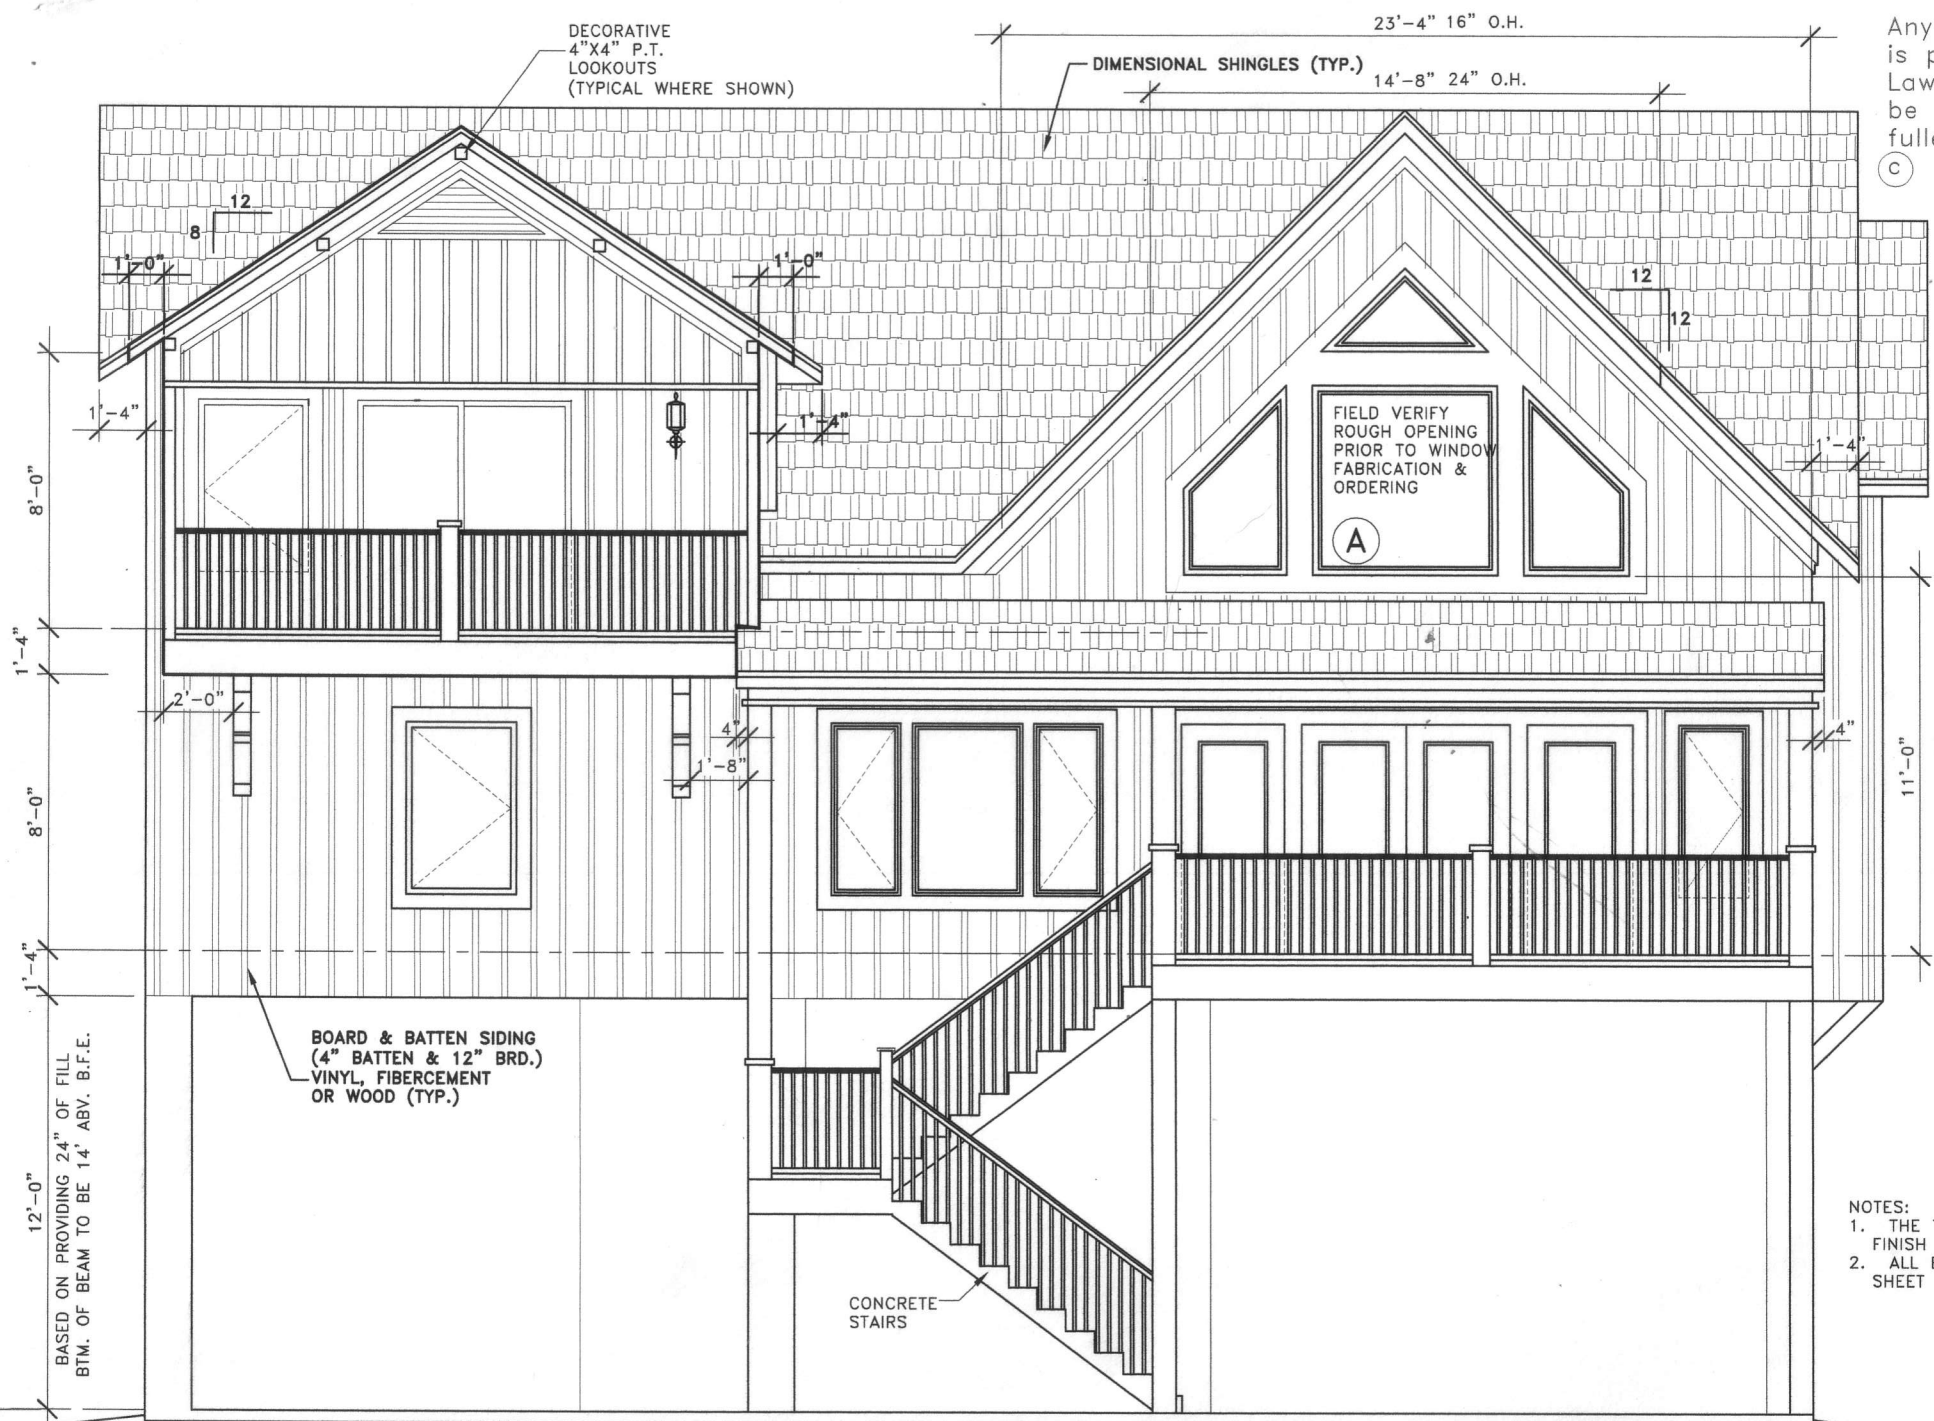 DECORATIVE
4"X4" P.T.
LOOKOUTS
(TYPICAL WHERE SHOWN)
23'-4" 16" O.H.
DIMENSIONAL SHINGLES (TYP.)
14'-8" 24" O.H.
Any
is
Law
be
C
12
8
1'-0"
1'-0"
12
12
1'-4"
1'-4"
1'-4"
FIELD VERIFY
ROUGH OPENING
PRIOR TO WINDOW
FABRICATION &
ORDERING
A
8'-0"
1'-4"
2'-0"
4"
1'-8"
4"
8'-0"
11'-0"
1'-4"
BOARD & BATTEN SIDING
(4" BATTEN & 12" BRD.)
VINYL, FIBERCEMENT
OR WOOD (TYP.)
12'-0"
BASED ON PROVIDING 24" OF FILL
BTM. OF BEAM TO BE 14' ABV. B.F.E.
CONCRETE
STAIRS
NOTES:
1. THE
FINISH
2. ALL
SHEET